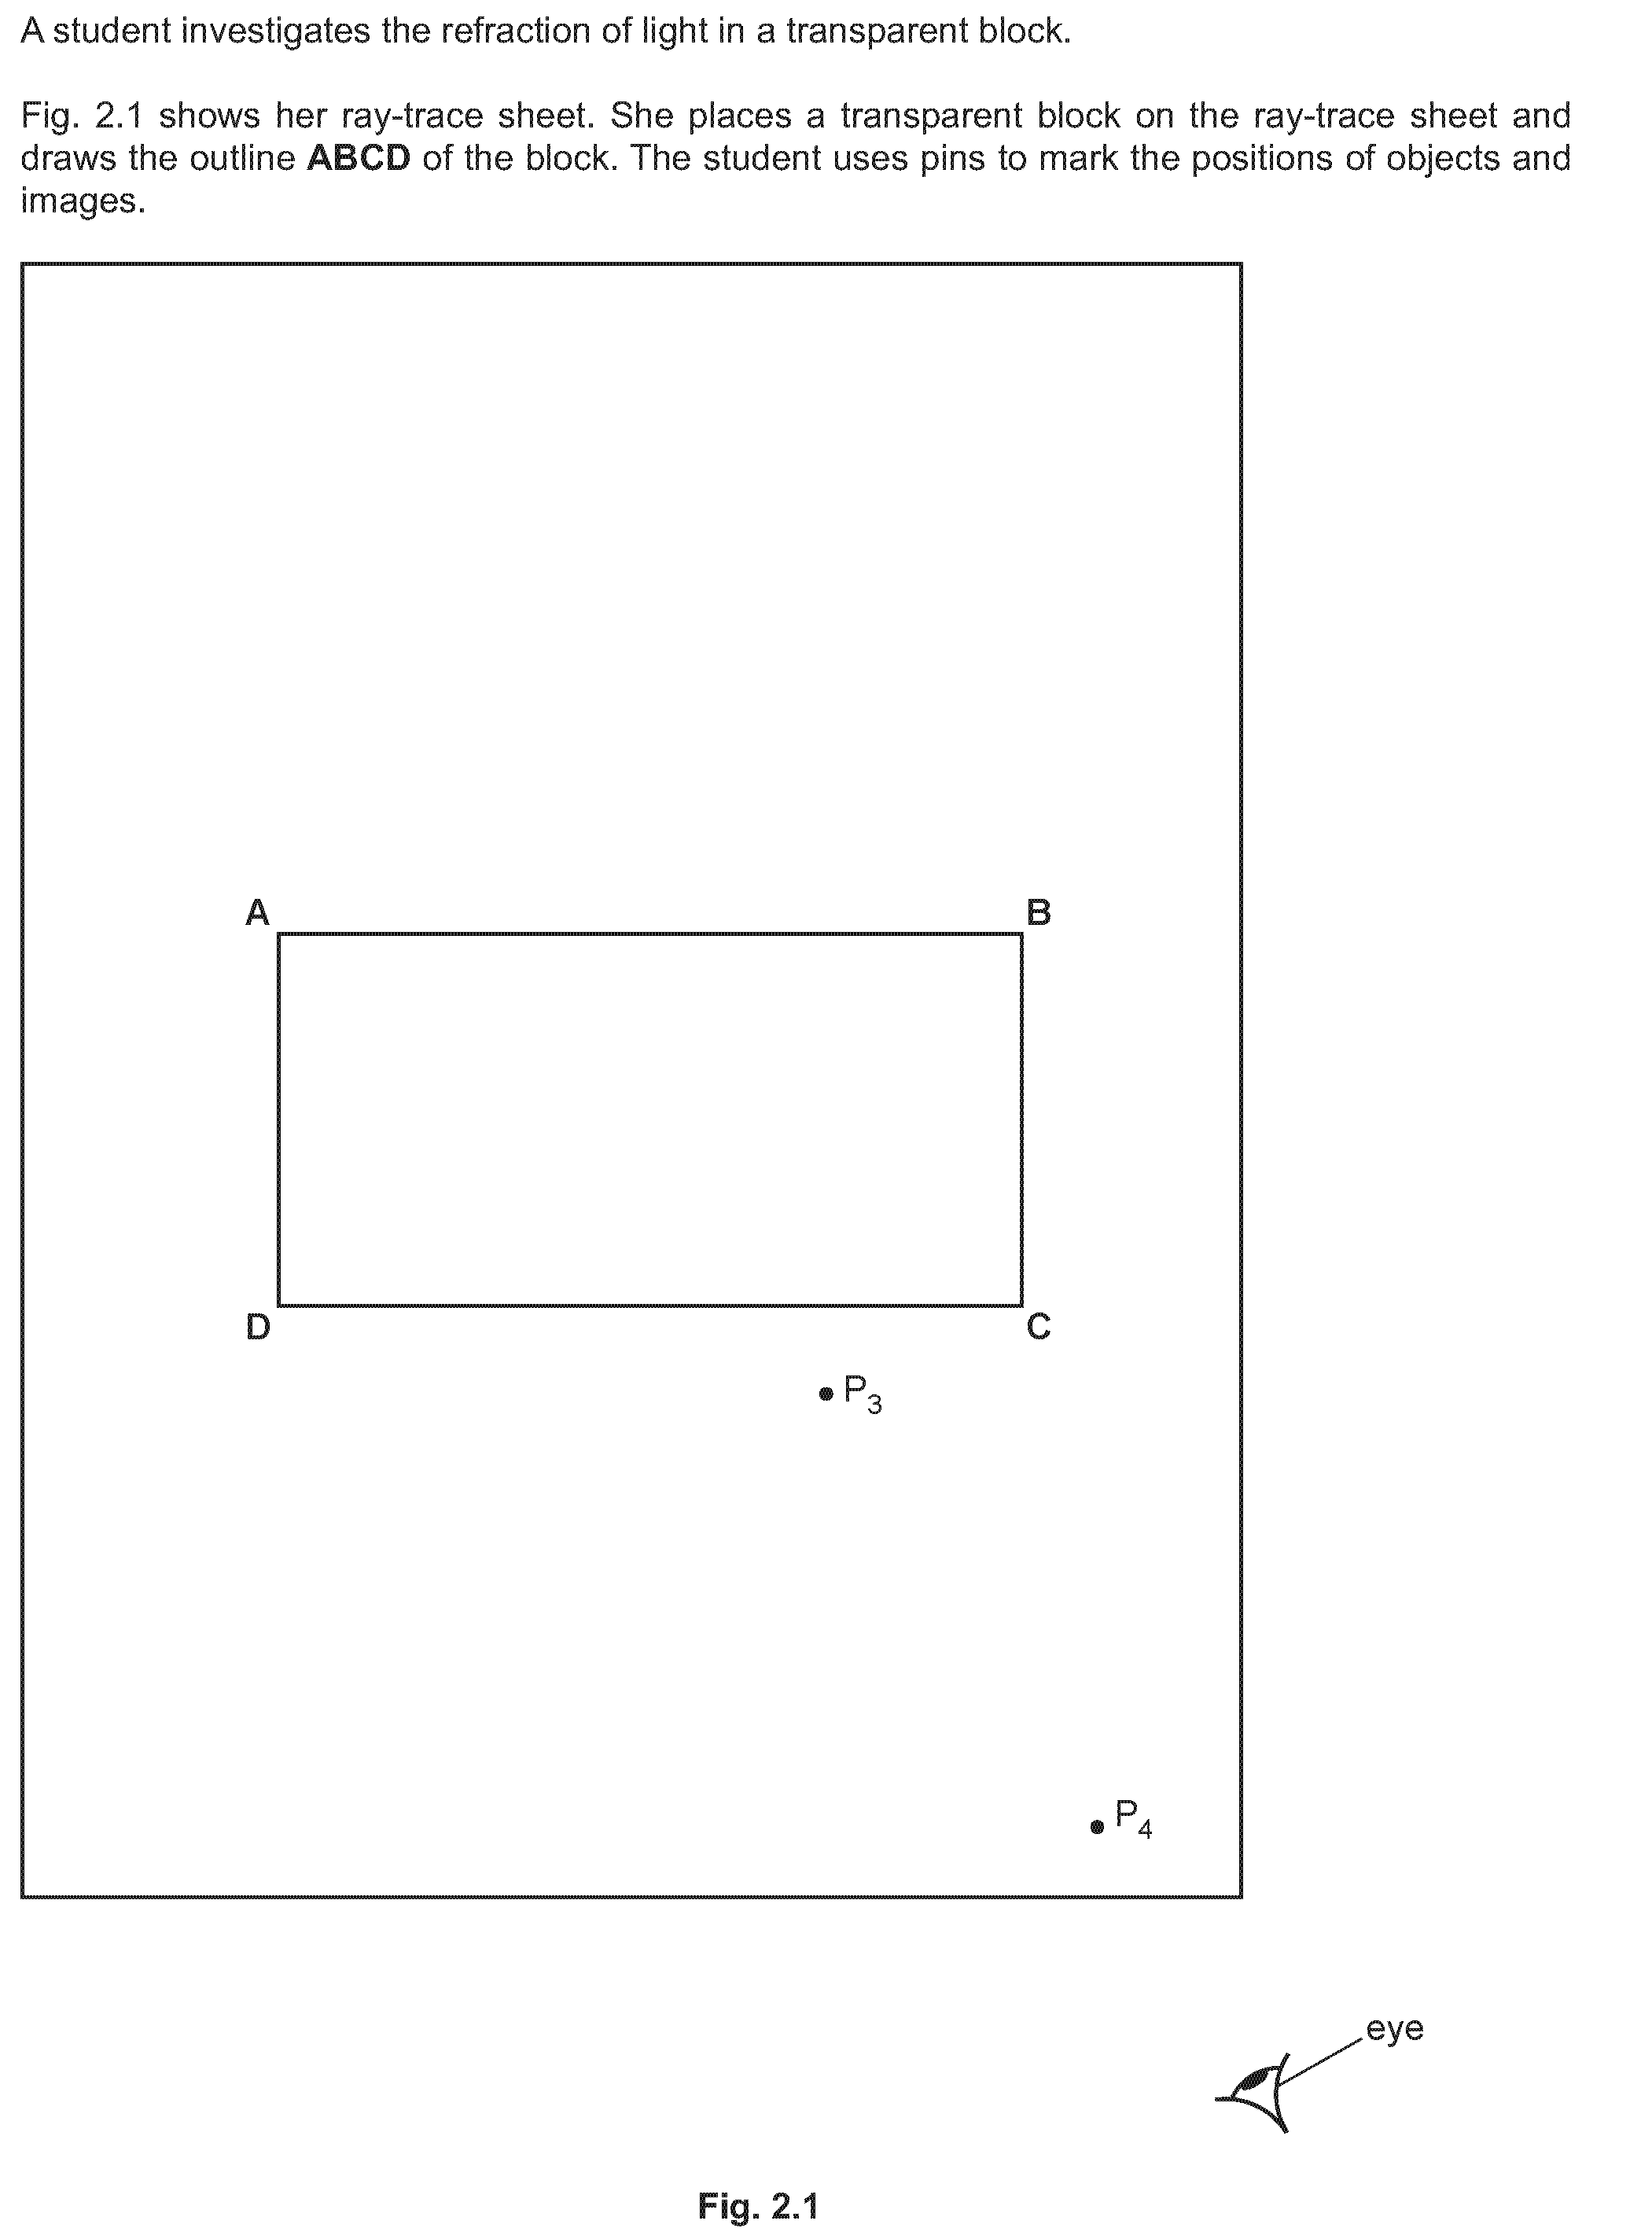 A student investigates the refraction of light in a transparent block.
Fig. 2.1 shows her ray-trace sheet. She places a transparent block on the ray-trace sheet and
draws the outline ABCD of the block. The student uses pins to mark the positions of objects and
images.
A
B
D
C
P3
P4
eye
Fig. 2.1